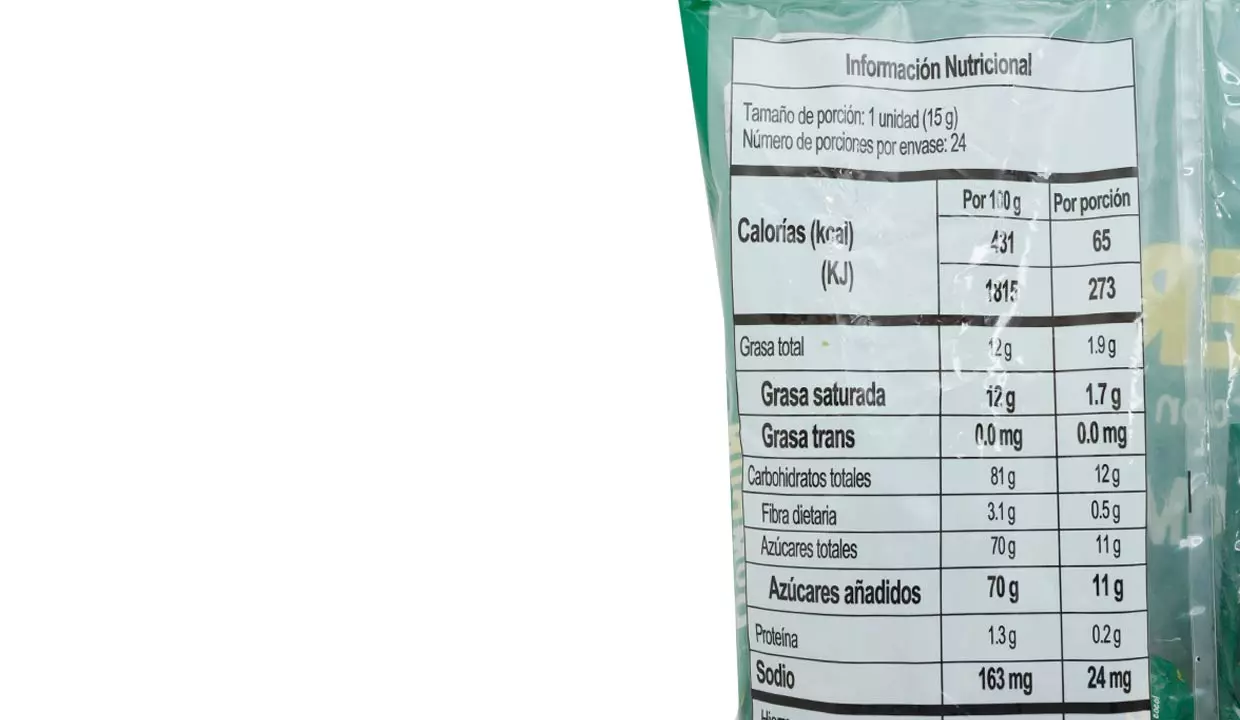 Información Nutricional
Tamaño de porción: 1 unidad (15 g)
Número de porciones por envase: 24
Por 100 g Por porción
Calorías (kcal) 431 65
(KJ) 1815 273
Grasa total 12 g 1.9 g
Grasa saturada 12 g 1.7 g
Grasa trans 0.0 mg 0.0 mg
Carbohidratos totales 81 g 12 g
Fibra dietaria 3.1 g 0.5 g
Azúcares totales 70 g 11 g
Azúcares añadidos 70 g 11 g
Proteína 1.3 g 0.2 g
Sodio 163 mg 24 mg